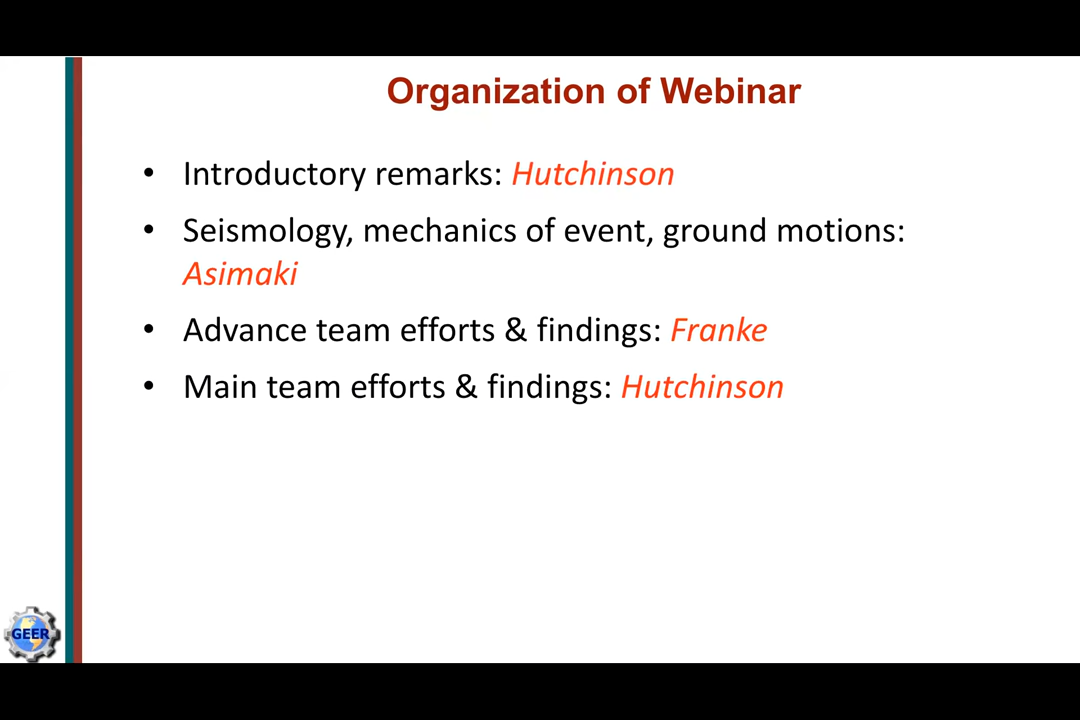 Organization of Webinar
• Introductory remarks: Hutchinson
• Seismology, mechanics of event, ground motions:
Asimaki
• Advance team efforts & findings: Franke
• Main team efforts & findings: Hutchinson
GEER